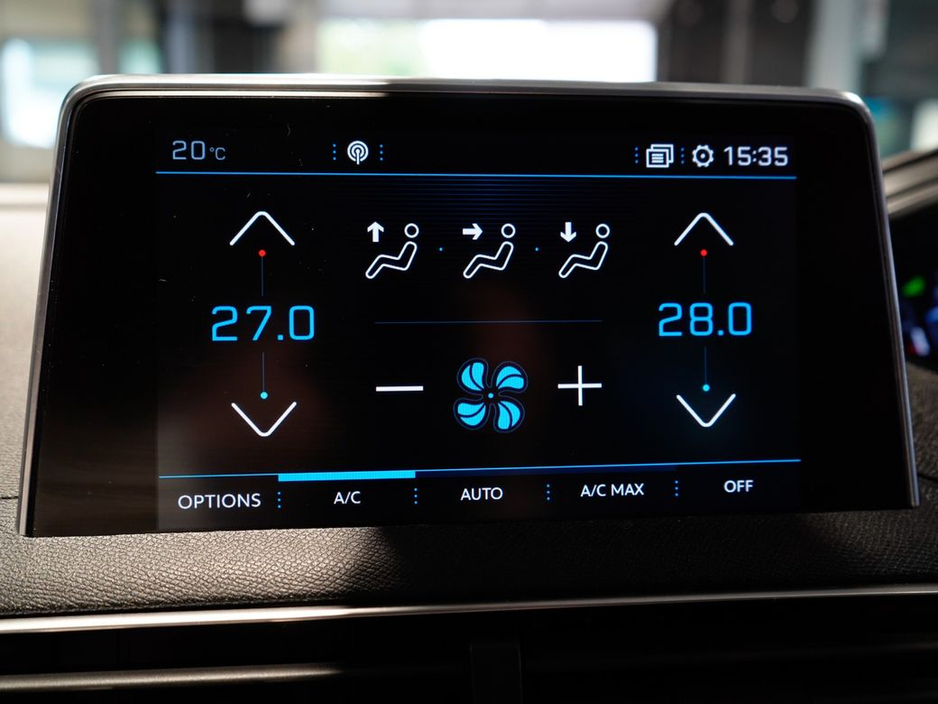 20°C 15:35
27.0 28.0
OPTIONS A/C AUTO A/C MAX OFF